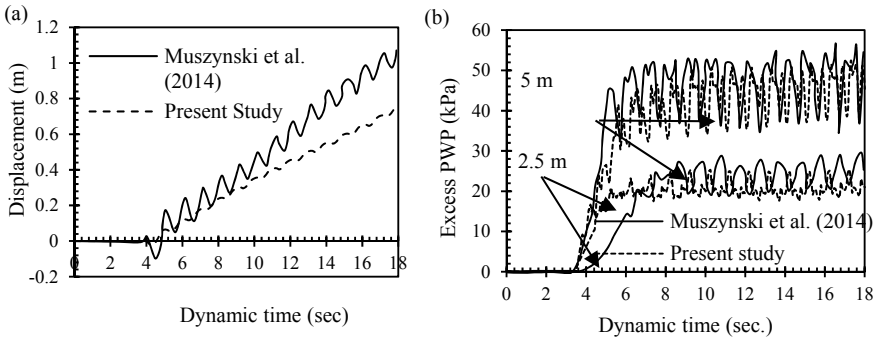 (a)
Displacement (m)
1.2
1
0.8
0.6
0.4
0.2
0
-0.2
Muszynski et al.
(2014)
Present Study
0 2 4 6 8 10 12 14 16 18
Dynamic time (sec)
(b)
Excess PWP (kPa)
60
50
40
30
20
10
0
5 m
2.5 m
Muszynski et al. (2014)
Present study
0 2 4 6 8 10 12 14 16 18
Dynamic time (sec.)